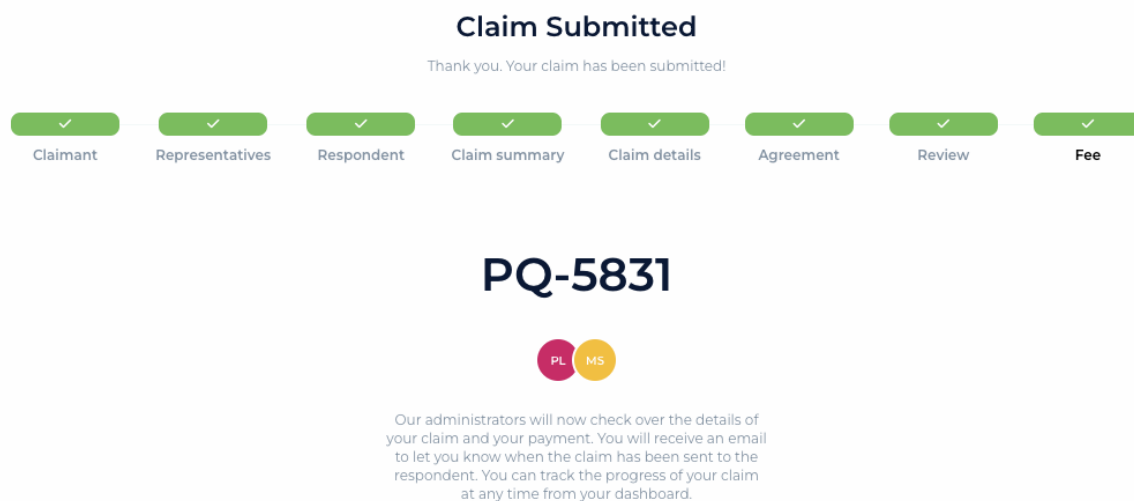 Claim Submitted
Thank you. Your claim has been submitted!
Claimant
Representatives
Respondent
Claim summary
Claim details
Agreement
Review
Fee
PQ-5831
PL
MS
Our administrators will now check over the details of
your claim and your payment. You will receive an email
to let you know when the claim has been sent to the
respondent. You can track the progress of your claim
at any time from your dashboard.